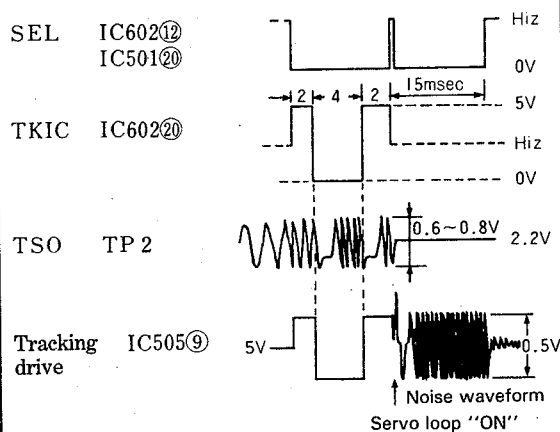 SEL IC602⑫ Hiz
IC501⑳ 0V
15msec
2 4 2 5V
TKIC IC602⑳ Hiz
0V
TSO TP2 0.6~0.8V 2.2V
Tracking drive IC505⑨ 5V 0.5V
Noise waveform
Servo loop "ON"